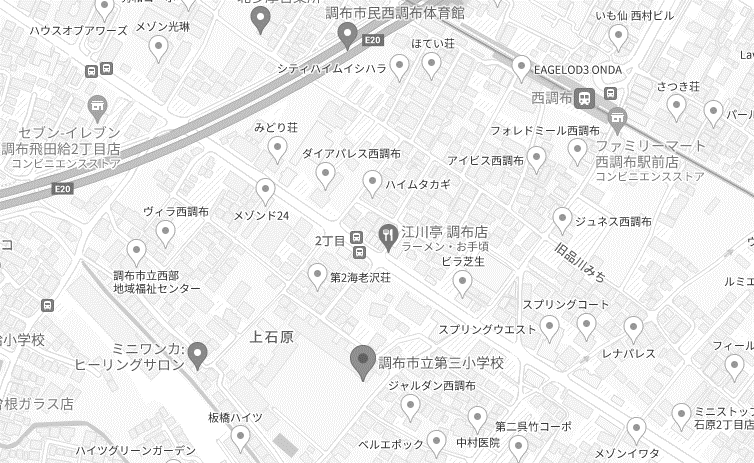 ハウスオブアワーズ
メゾン光琳
調布市民西調布体育館
E20
ほてい荘
いも仙 西村ビル
シティハイムイシハラ
EAGELOD3 ONDA
西調布
さつき荘
セブン-イレブン
調布飛田給2丁目店
コンビニエンスストア
みどり荘
ダイアパレス西調布
フォレドミール西調布
アイビス西調布
ファミリーマート
西調布駅前店
コンビニエンスストア
E20
ハイムタカギ
ヴィラ西調布
メゾンド24
2丁目
江川亭 調布店
ラーメン・お手頃
ジュネス西調布
旧品川みち
ビラ芝生
調布市立西部
地域福祉センター
第2海老沢荘
スプリングコート
スプリングウエスト
上石原
ミニワンカ:
ヒーリングサロン
調布市立第三小学校
レナパレス
ジャルダン西調布
板橋ハイツ
第二呉竹コーポ
ミニストップ
石原2丁目店
ハイツグリーンガーデン
ベルエポック
中村医院
メゾンイワタ